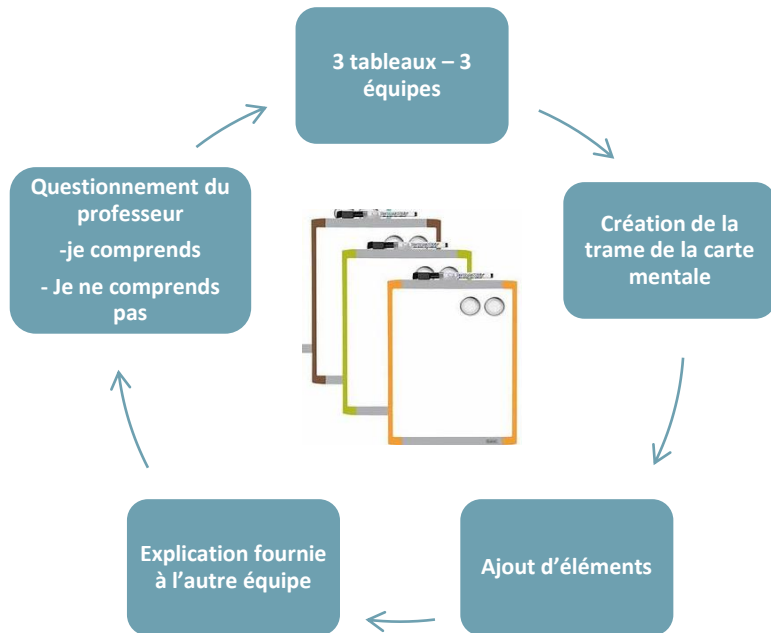 3 tableaux – 3
équipes
Création de la
trame de la carte
mentale
Ajout d’éléments
Explication fournie
à l’autre équipe
Questionnement du
professeur
-je comprends
- Je ne comprends
pas